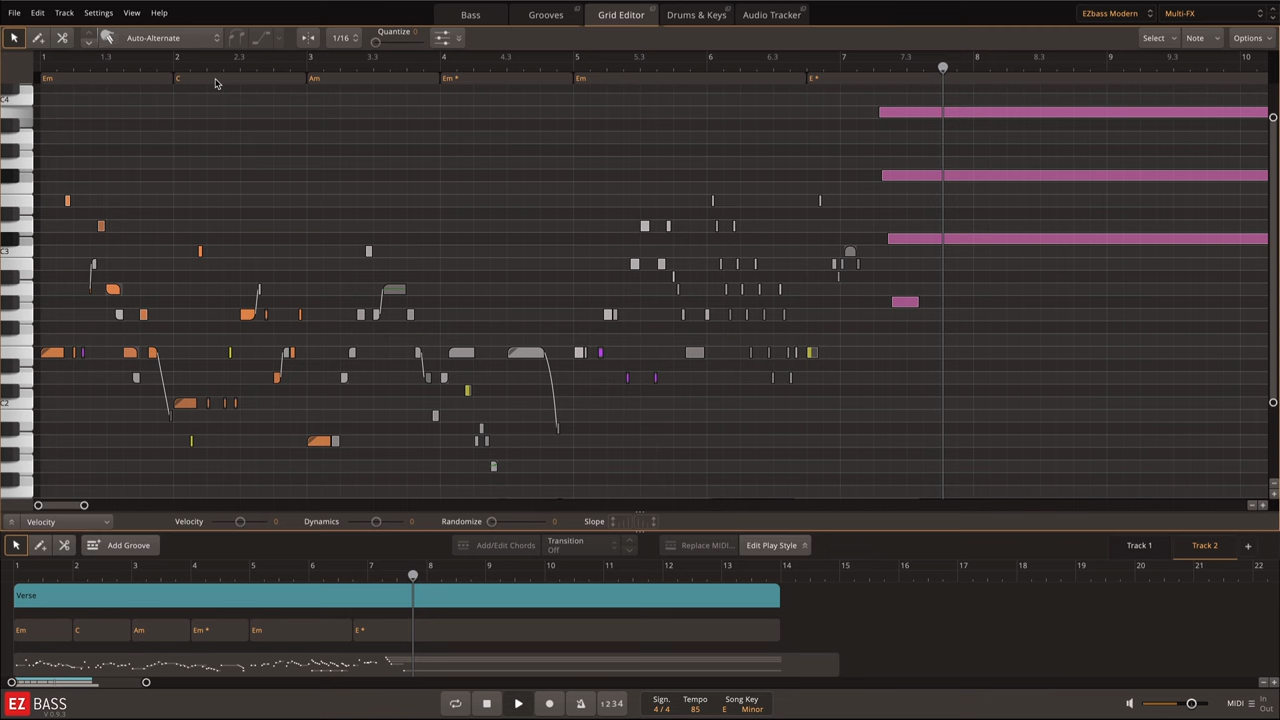 File Edit Track Settings View Help
Bass Grooves Grid Editor Drums & Keys Audio Tracker
EZbass Modern Multi-FX
Auto-Alternate 1/16 Quantize 0 Select Note Options
1 1.3 2 2.3 3 3.3 4 4.3 5 5.3 6 6.3 7 7.3 8 8.3 9 9.3 10
Em C Am Em * Em E *
C4
C3
C2
Velocity Velocity 0 Dynamics 0 Randomize 0 Slope
Add Groove Add/Edit Chords Transition Off Replace MIDI... Edit Play Style Track 1 Track 2 +
1 2 3 4 5 6 7 8 9 10 11 12 13 14 15 16 17 18 19 20 21 22
Verse
Em C Am Em * Em E *
EZ BASS
V 0.9.3
1234
Sign. Tempo Song Key
4 / 4 85 E Minor
MIDI In Out